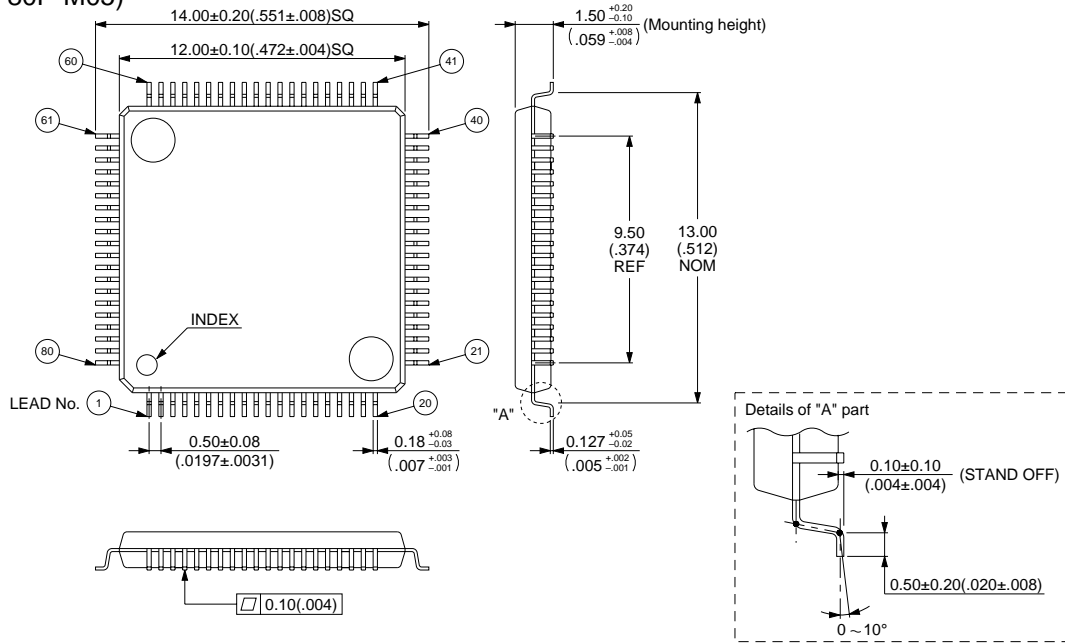 14.00±0.20(.551±.008)SQ
12.00±0.10(.472±.004)SQ
1.50 +0.20 −0.10 (Mounting height)
(.059 +.008 −.004)
60
41
61
40
INDEX
80
21
LEAD No. 1
20
0.50±0.08
(.0197±.0031)
0.18 +0.08 −0.03
(.007 +.003 −.001)
9.50
(.374)
REF
13.00
(.512)
NOM
"A"
0.127 +0.05 −0.02
(.005 +.002 −.001)
Details of "A" part
0.10±0.10
(.004±.004)
(STAND OFF)
0.50±0.20(.020±.008)
0~10°
0.10(.004)